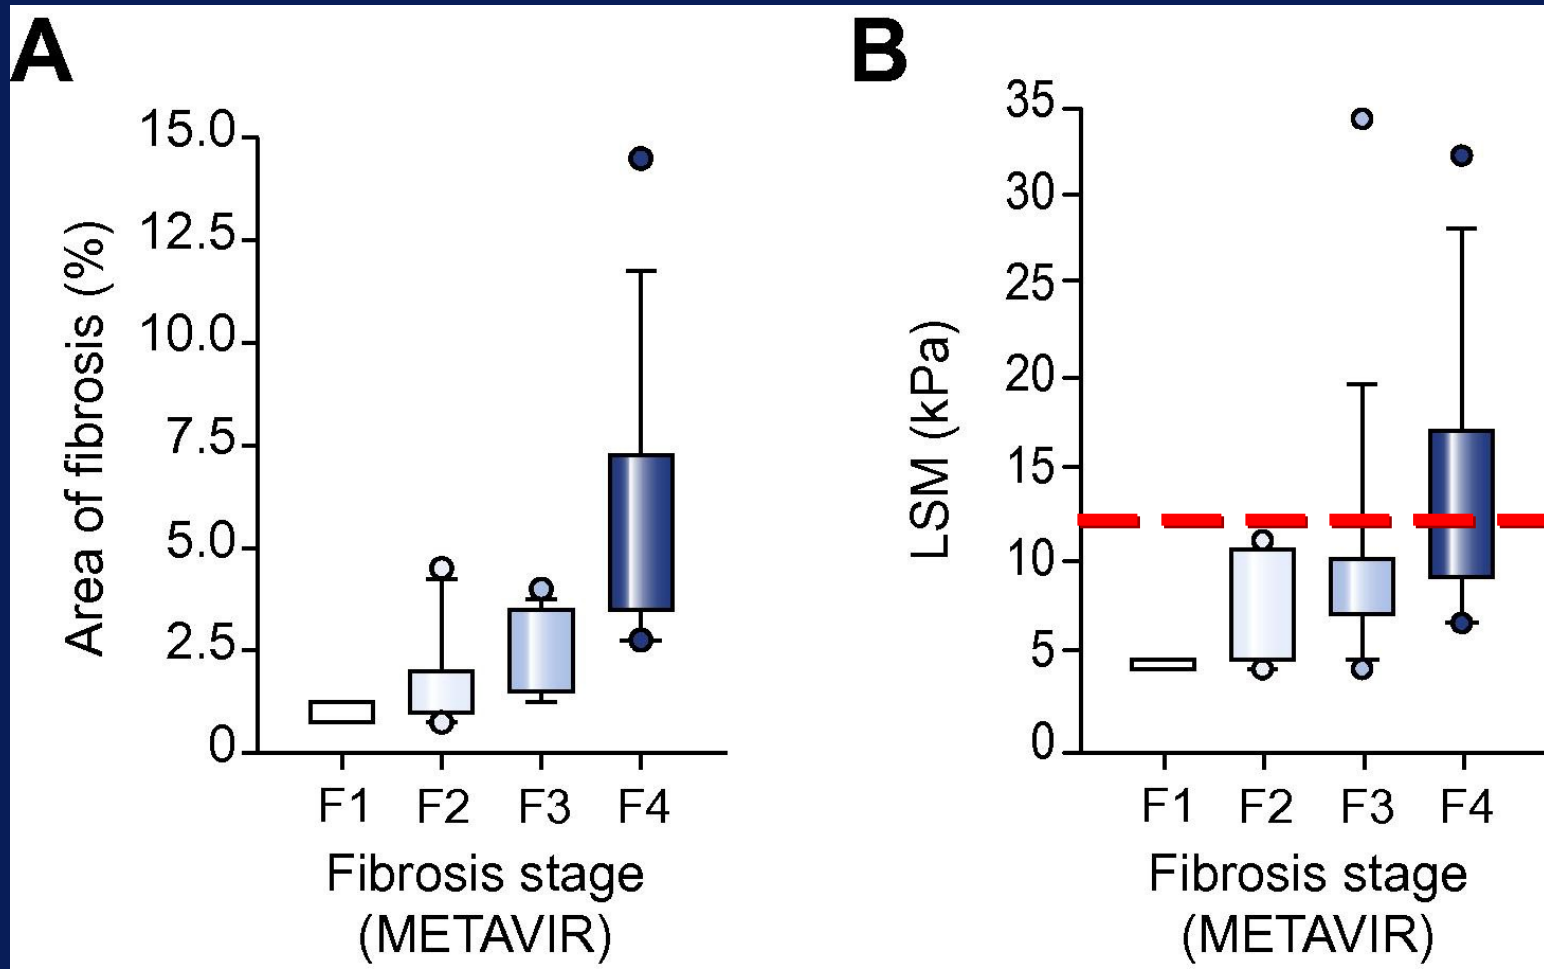 A
15.0
12.5
10.0
7.5
5.0
2.5
0
Area of fibrosis (%)
F1 F2 F3 F4
Fibrosis stage
(METAVIR)
B
35
30
25
20
15
10
5
0
LSM (kPa)
F1 F2 F3 F4
Fibrosis stage
(METAVIR)